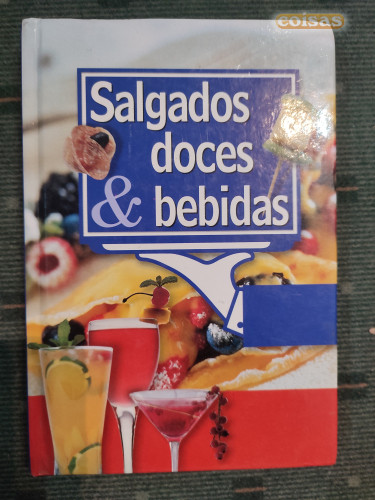 coisas
Salgados
doces
& bebidas